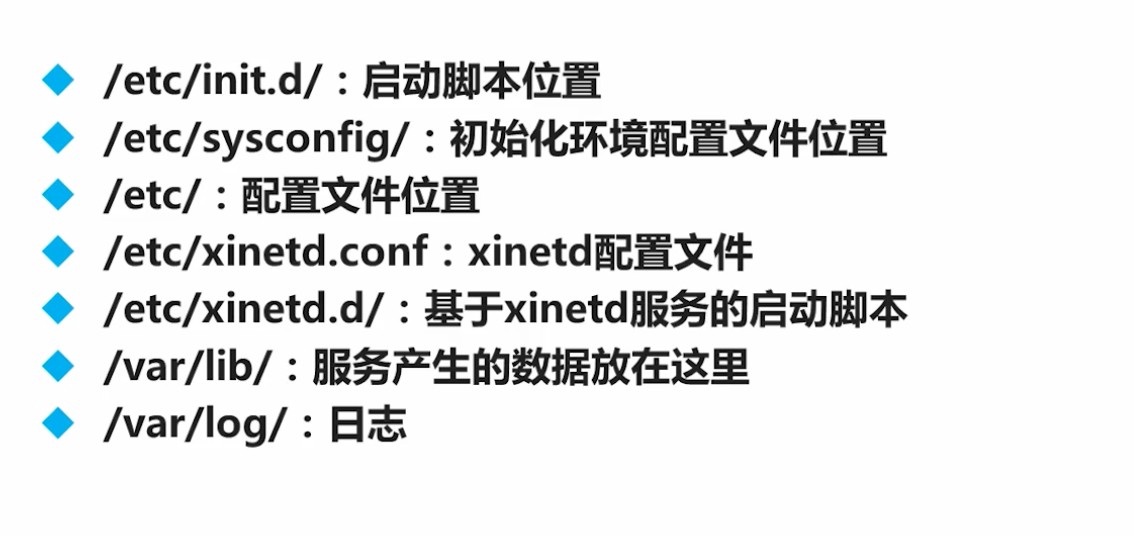 /etc/init.d/：启动脚本位置
/etc/sysconfig/：初始化环境配置文件位置
/etc/：配置文件位置
/etc/xinetd.conf：xinetd配置文件
/etc/xinetd.d/：基于xinetd服务的启动脚本
/var/lib/：服务产生的数据放在这里
/var/log/：日志